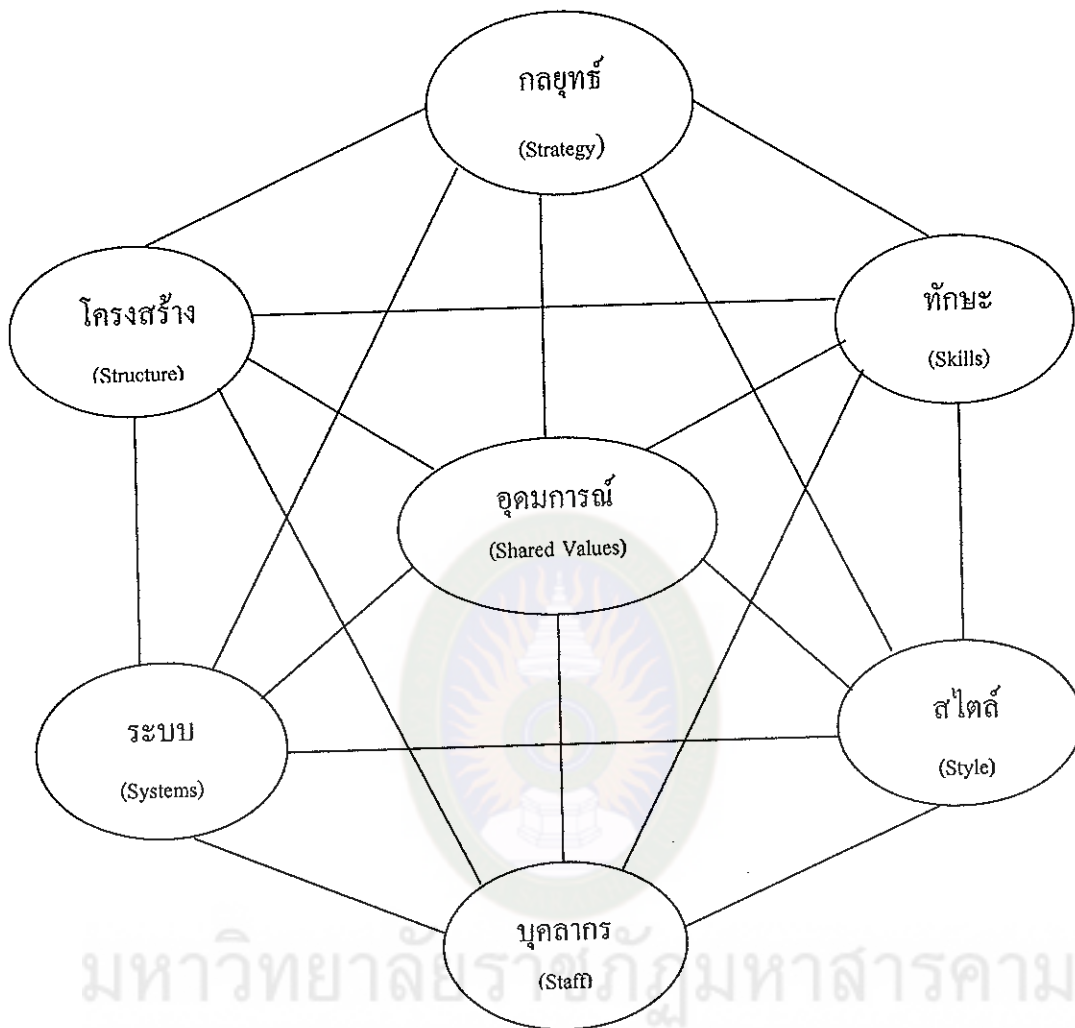 กลยุทธ์
(Strategy)
โครงสร้าง
(Structure)
ทักษะ
(Skills)
อุดมการณ์
(Shared Values)
ระบบ
(Systems)
สไตล์
(Style)
บุคลากร
(Staff)
มหาวิทยาลัยราชภัฏมหาสารคาม